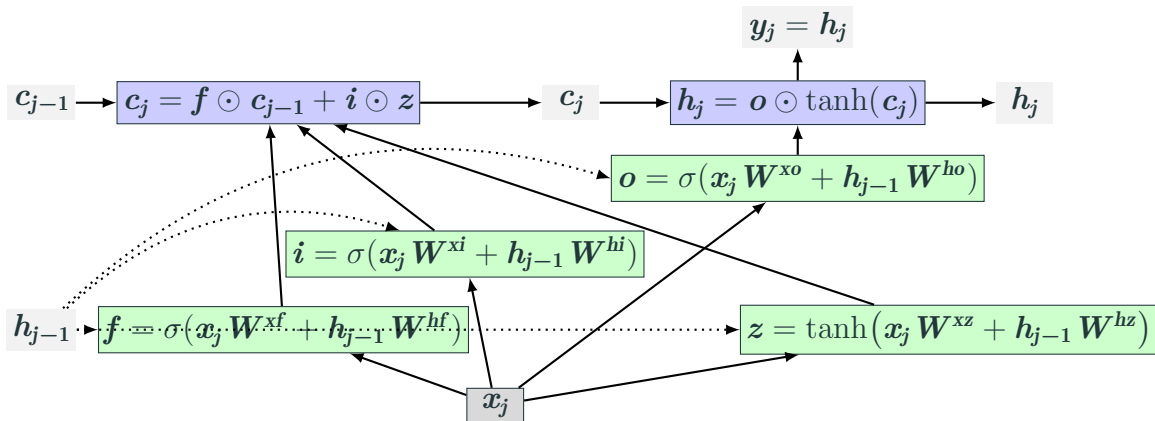 y_j = h_j
c_{j−1} c_j = f ⊙ c_{j−1} + i ⊙ z c_j h_j = o ⊙ tanh(c_j) h_j
o = σ(x_j W^{xo} + h_{j−1} W^{ho})
i = σ(x_j W^{xi} + h_{j−1} W^{hi})
h_{j−1} f = σ(x_j W^{xf} + h_{j−1} W^{hf}) z = tanh(x_j W^{xz} + h_{j−1} W^{hz})
x_j